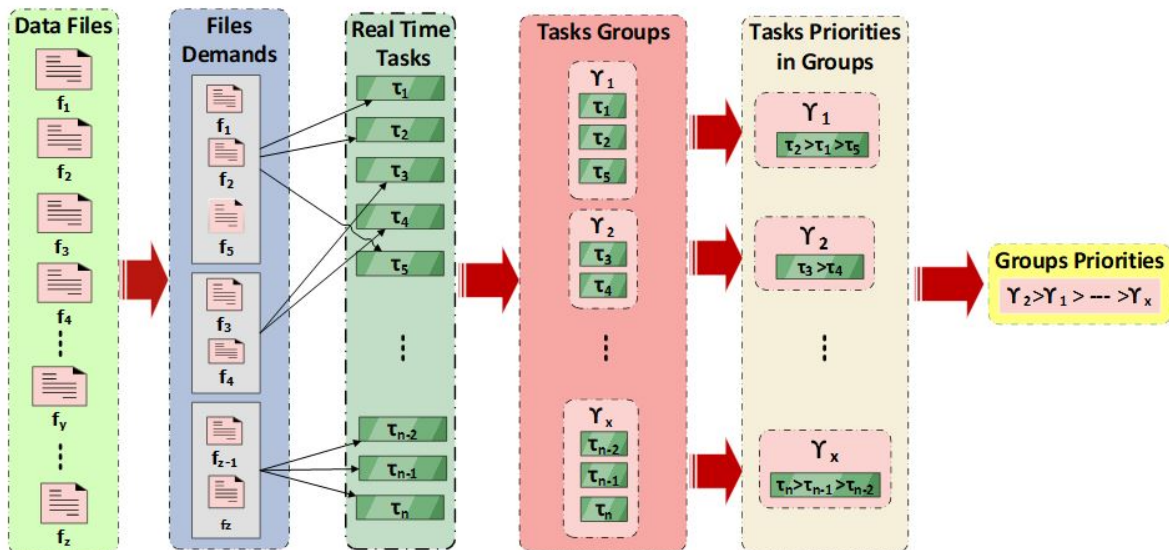 Data Files
f₁
f₂
f₃
f₄
fᵧ
f_z
Files
Demands
f₁
f₂
f₅
f₃
f₄
f_z-1
fz
Real Time
Tasks
τ₁
τ₂
τ₃
τ₄
τ₅
τn-2
τn-1
τn
Tasks Groups
ϒ₁
τ₁
τ₂
τ₅
ϒ₂
τ₃
τ₄
ϒx
τn-2
τn-1
τn
Tasks Priorities
in Groups
ϒ₁
τ₂>τ₁>τ₅
ϒ₂
τ₃>τ₄
ϒx
τn>τn-1>τn-2
Groups Priorities
ϒ₂>ϒ₁ > --- >ϒx